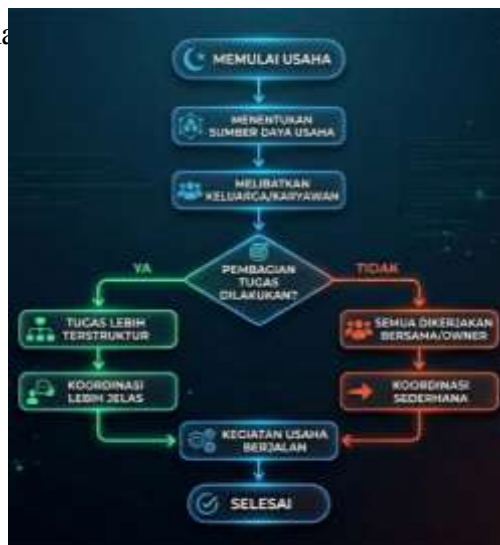 MEMULAI USAHA
MENENTUKAN
SUMBER DAYA USAHA
MELIBATKAN
KELUARGA/KARYAWAN
PEMBAGIAN
TUGAS
DILAKUKAN?
YA
TIDAK
TUGAS LEBIH
TERSTRUKTUR
SEMUA DIKERJAKAN
BERSAMA/OWNER
KOORDINASI
LEBIH JELAS
KOORDINASI
SEDERHANA
KEGIATAN USAHA
BERJALAN
SELESAI